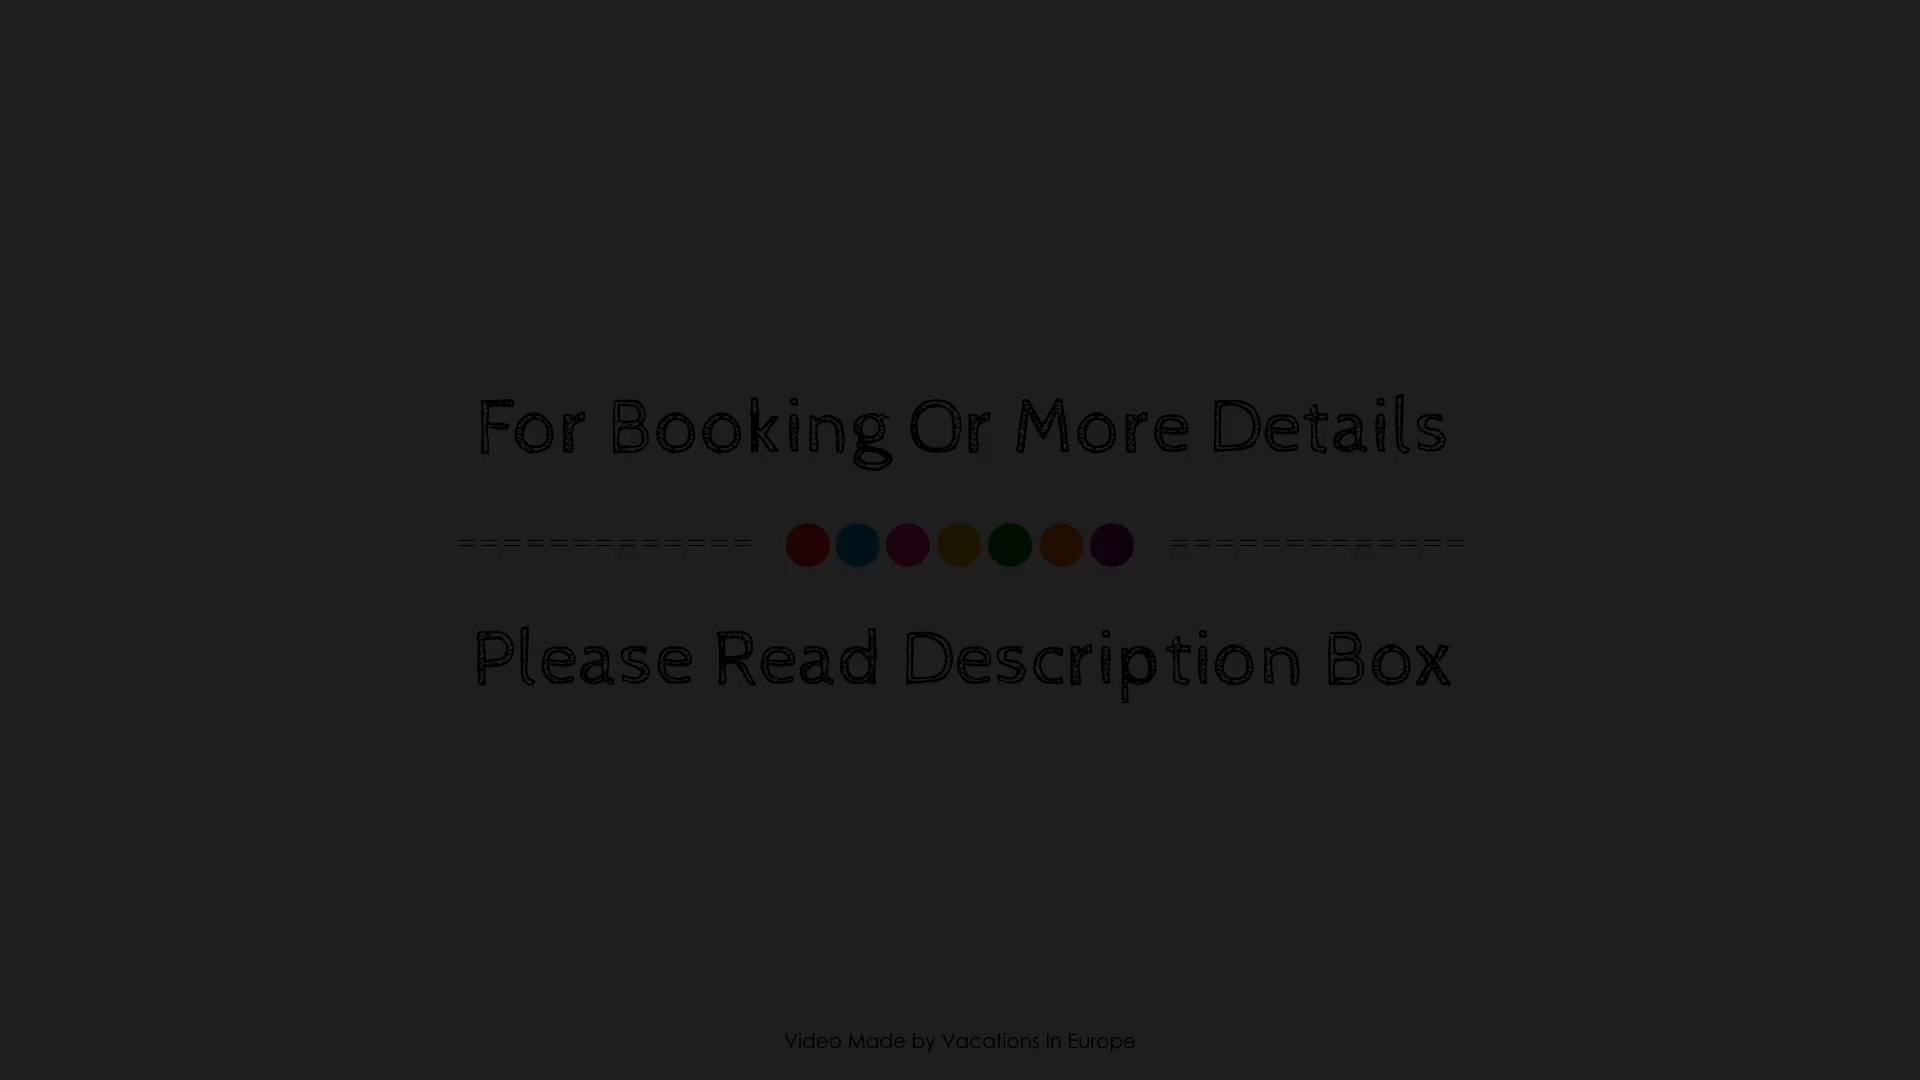 For Booking Or More Details
============= =============
Please Read Description Box
Video Made by Vacations In Europe